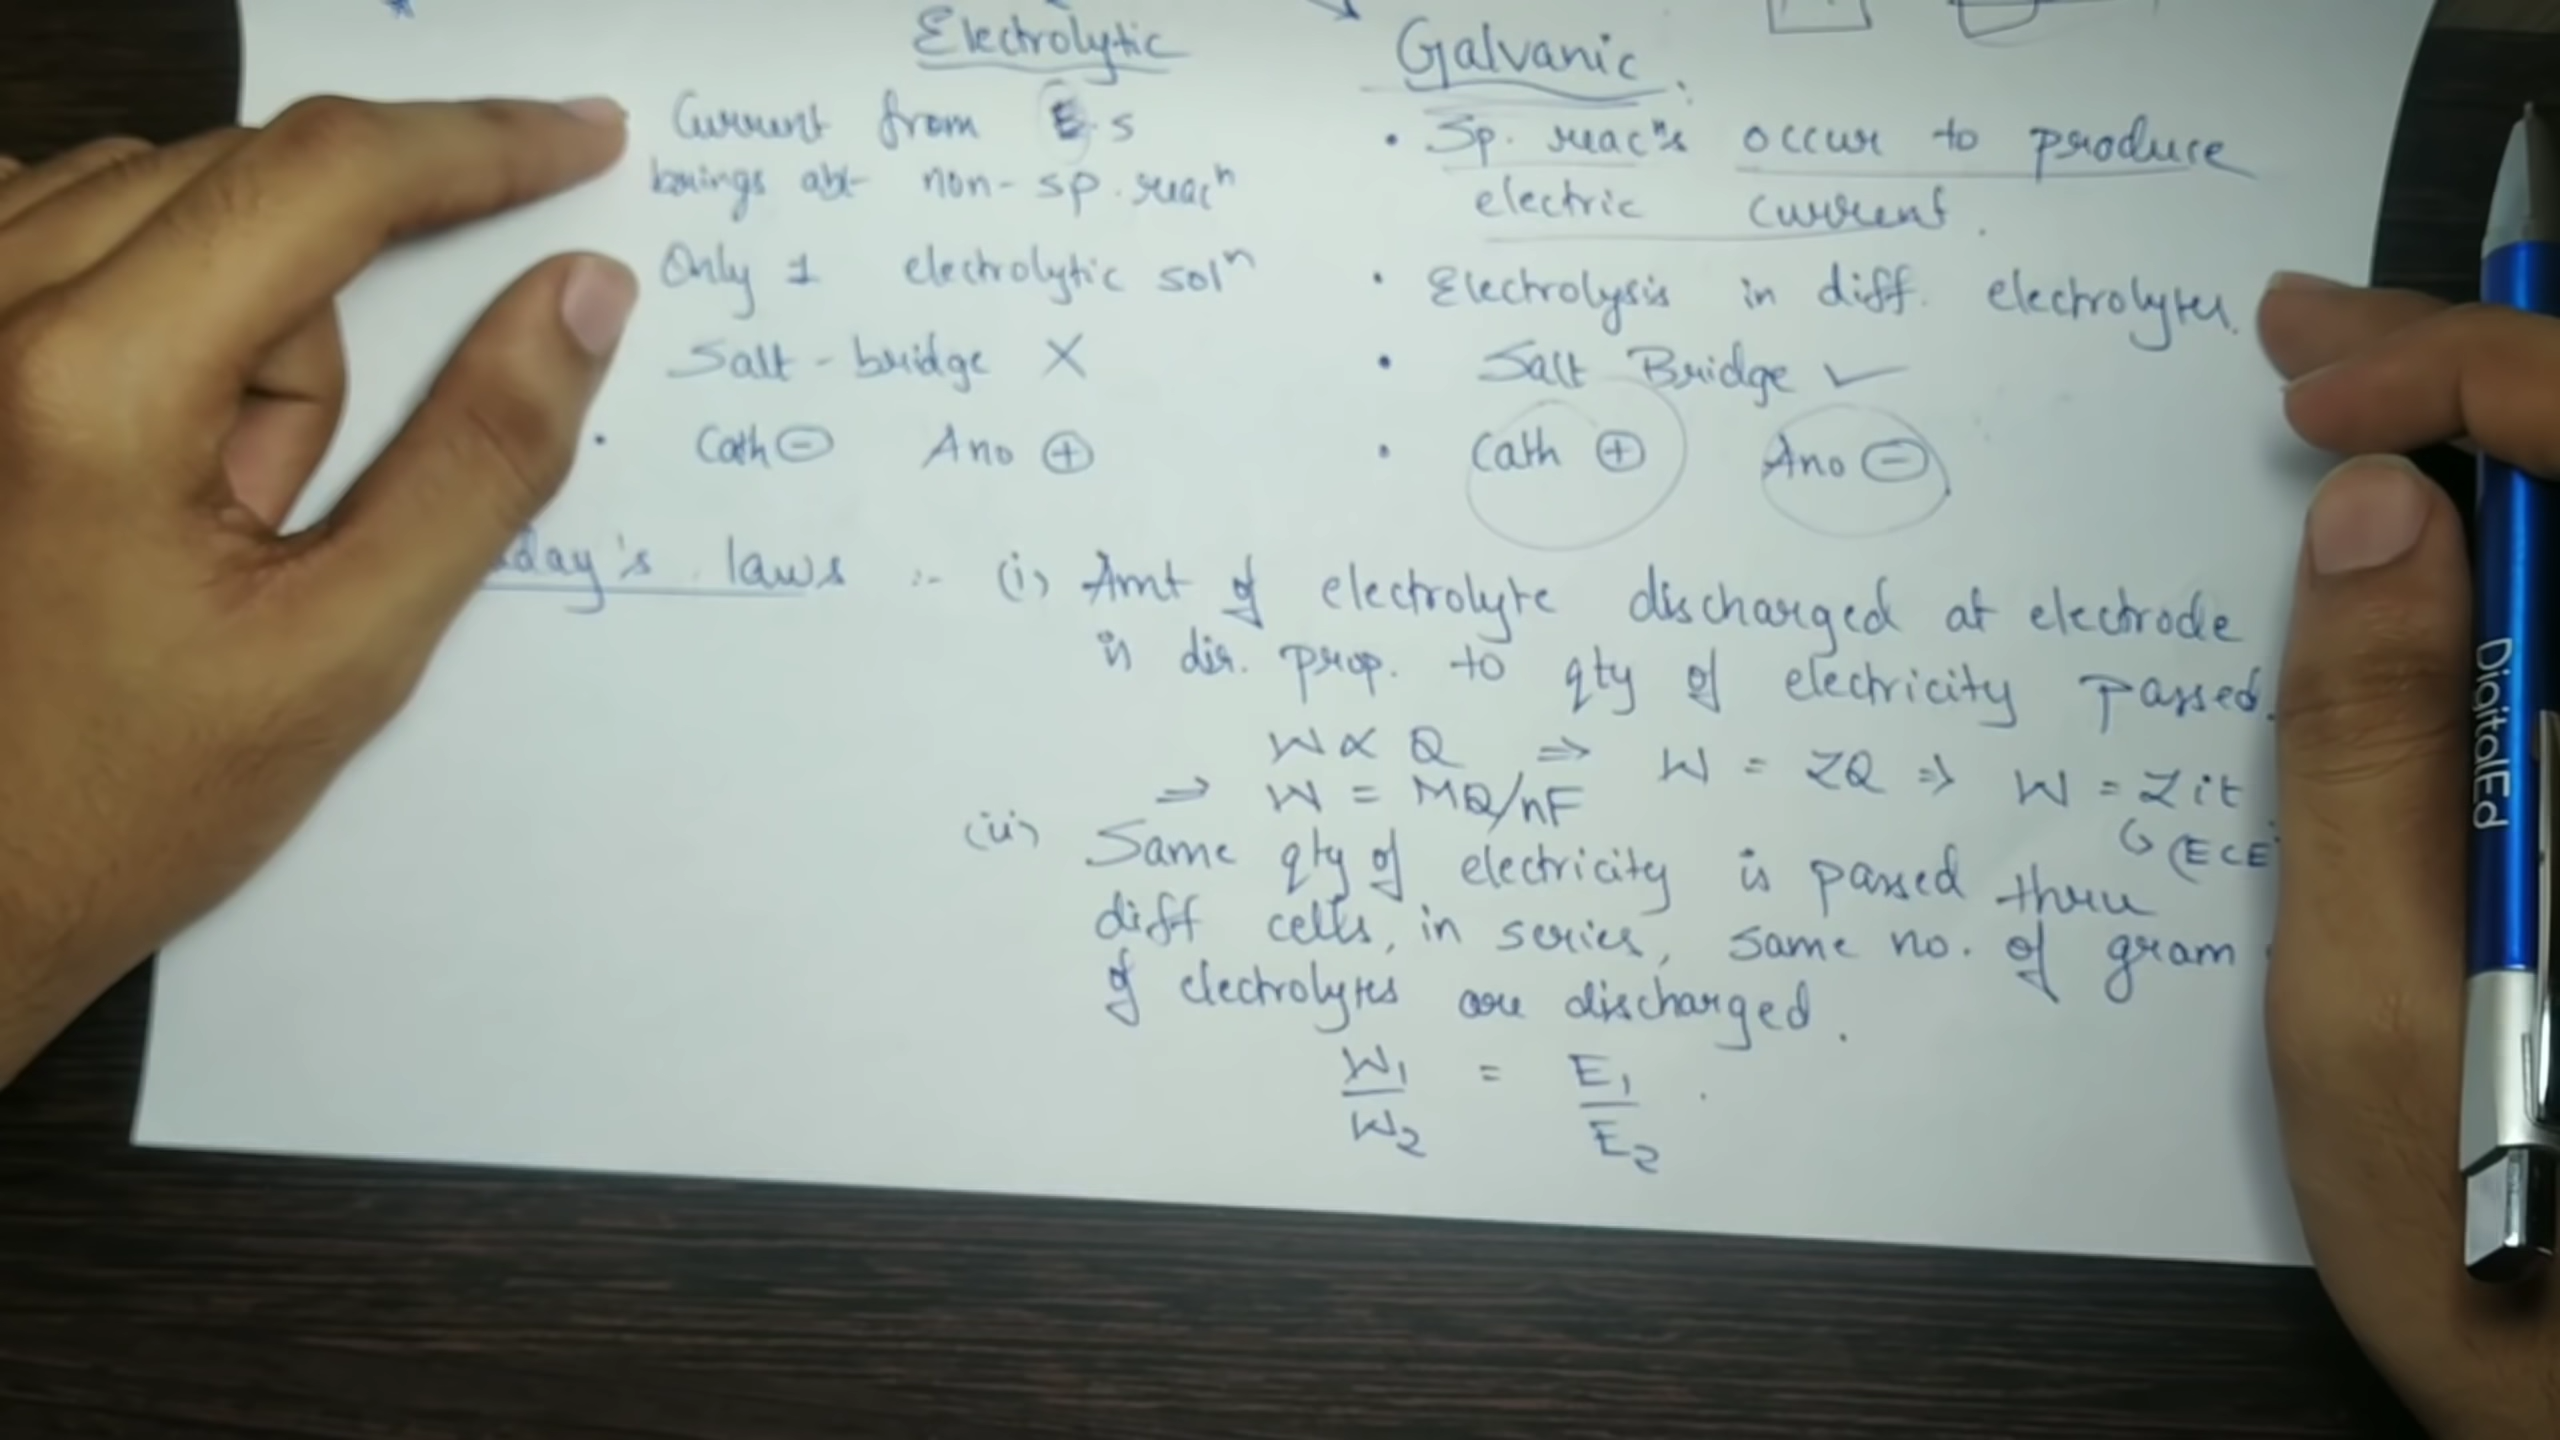 Electrolytic
Current from E.S
brings abt non-sp. reacⁿ
Only 1 electrolytic solⁿ
Salt-bridge X
• Cath ⊖ Ano ⊕
Galvanic
• Sp. reacⁿs occur to produce
electric current.
• Electrolysis in diff. electrolytes.
• Salt Bridge ✓
• Cath ⊕ Ano ⊖
day's laws :- (i) Amt of electrolyte discharged at electrode
is dir. prop. to qty of electricity passed.
W ∝ Q ⇒ W = ZQ ⇒ W = Zit
↳ (ECE
⇒ W = MQ/nF
(ii) Same qty of electricity is passed thru
diff cells, in series, same no. of gram
of electrolytes are discharged.
W₁/W₂ = E₁/E₂.
DigitalEd